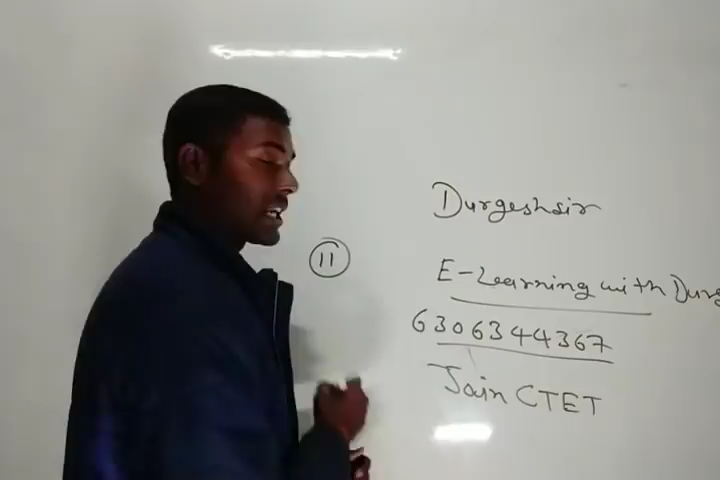 Durgeshsir
11
E-Learning with Durg
6306344367
Join CTET